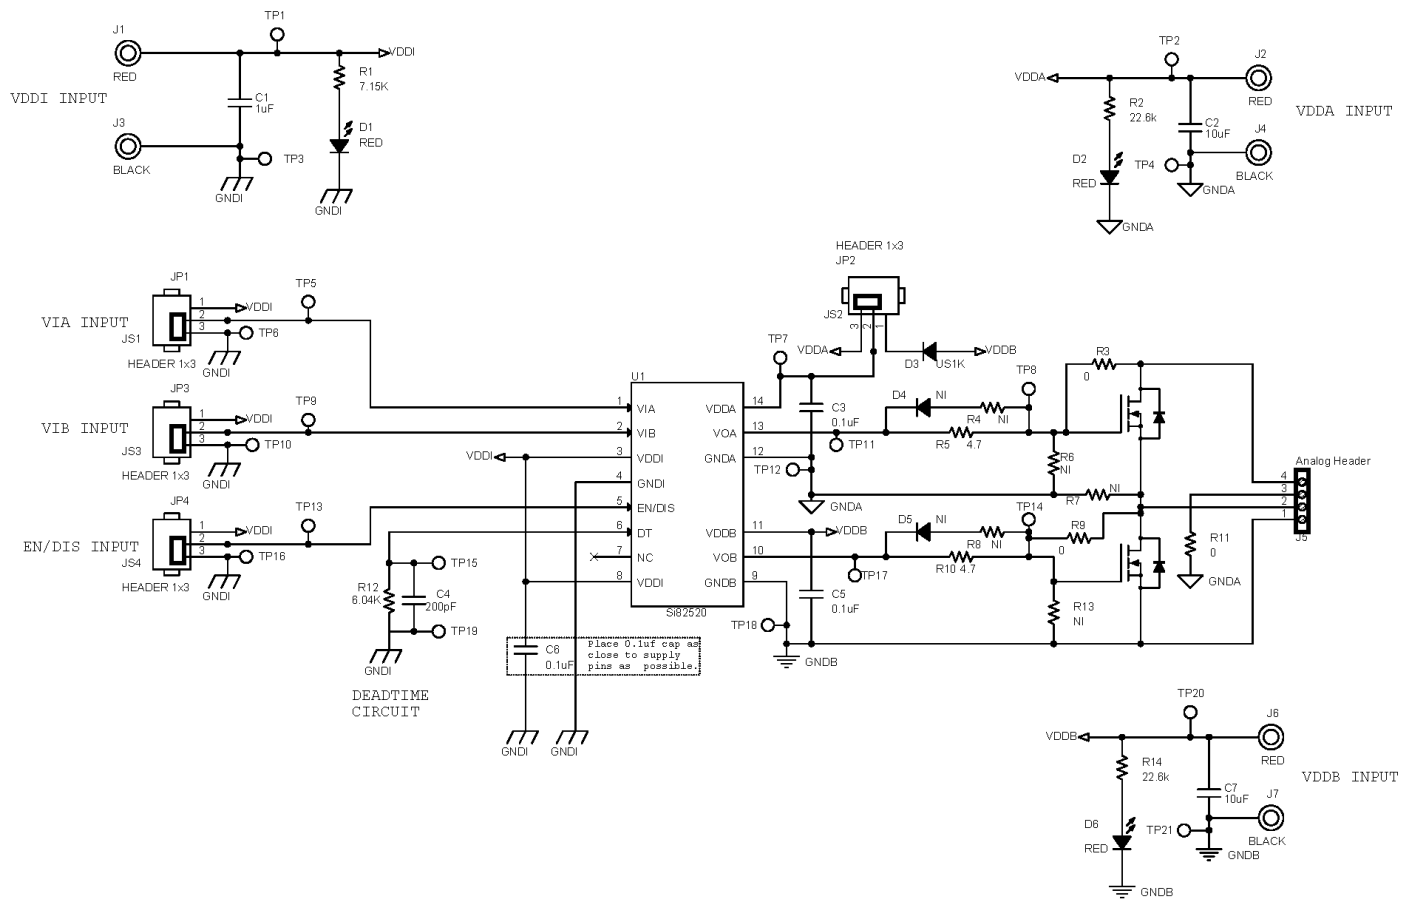 TP1
J1
RED
VDDI
VDDI INPUT
R1
7.15K
C1
1uF
D1
RED
J3
BLACK
TP3
GNDI
GNDI
TP2
J2
RED
VDDA
VDDA INPUT
R2
22.6k
C2
10uF
J4
BLACK
D2
RED
TP4
GNDA
GNDA
HEADER 1x3
JP2
JS2
3
2
1
VDDA
D3
US1K
VDDB
TP7
JP1
VIA INPUT
JS1
HEADER 1x3
1
2
3
VDDI
TP5
TP6
GNDI
JP3
VIB INPUT
JS3
HEADER 1x3
1
2
3
VDDI
TP9
TP10
GNDI
JP4
EN/DIS INPUT
JS4
HEADER 1x3
1
2
3
VDDI
TP13
TP16
GNDI
U1
1
VIA
2
VIB
3
VDDI
VDDI
4
GNDI
5
EN/DIS
6
DT
7
NC
8
VDDI
14
VDDA
13
VOA
12
GNDA
11
VDDB
10
VOB
9
GNDB
Si82520
C3
0.1uF
TP11
TP12
GNDA
D4
NI
R4
NI
R5
4.7
TP8
R3
0
R6
NI
R7
NI
VDDB
D5
NI
R8
NI
R10
4.7
TP14
R9
0
TP17
C5
0.1uF
R13
NI
TP18
GNDB
Analog Header
4
3
2
1
J5
R11
0
GNDA
TP15
R12
6.04K
C4
200pF
TP19
GNDI
DEADTIME
CIRCUIT
C6
0.1uF
Place 0.1uf cap as
close to supply
pins as possible.
GNDI
GNDI
TP20
J6
RED
VDDB
VDDB INPUT
R14
22.6k
C7
10uF
J7
BLACK
D6
RED
TP21
GNDB
GNDB